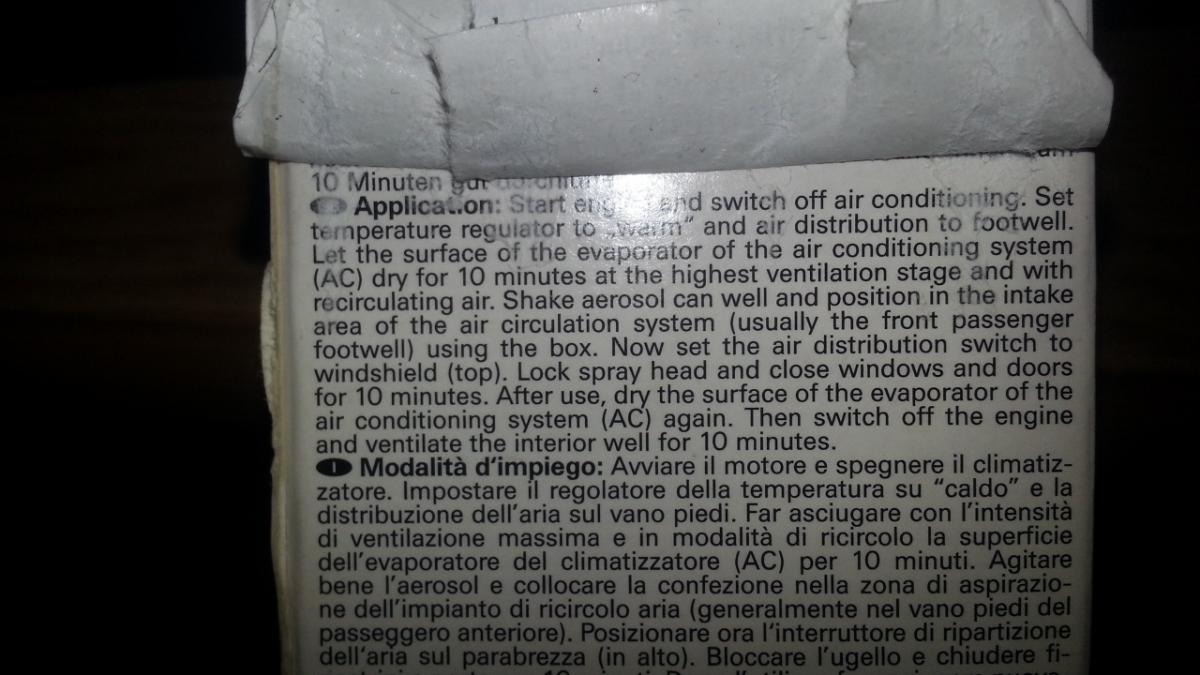 10 Minuten gut
Application: Start and switch off air conditioning. Set
temperature regulator to „warm“ and air distribution to footwell.
Let the surface of the evaporator of the air conditioning system
(AC) dry for 10 minutes at the highest ventilation stage and with
recirculating air. Shake aerosol can well and position in the intake
area of the air circulation system (usually the front passenger
footwell) using the box. Now set the air distribution switch to
windshield (top). Lock spray head and close windows and doors
for 10 minutes. After use, dry the surface of the evaporator of the
air conditioning system (AC) again. Then switch off the engine
and ventilate the interior well for 10 minutes.
I Modalità d‘impiego: Avviare il motore e spegnere il climatiz-
zatore. Impostare il regolatore della temperatura su “caldo” e la
distribuzione dell’aria sul vano piedi. Far asciugare con l’intensità
di ventilazione massima e in modalità di ricircolo la superficie
dell’evaporatore del climatizzatore (AC) per 10 minuti. Agitare
bene l’aerosol e collocare la confezione nella zona di aspirazio-
ne dell’impianto di ricircolo aria (generalmente nel vano piedi del
passeggero anteriore). Posizionare ora l‘interruttore di ripartizione
dell‘aria sul parabrezza (in alto). Bloccare l’ugello e chiudere fi-